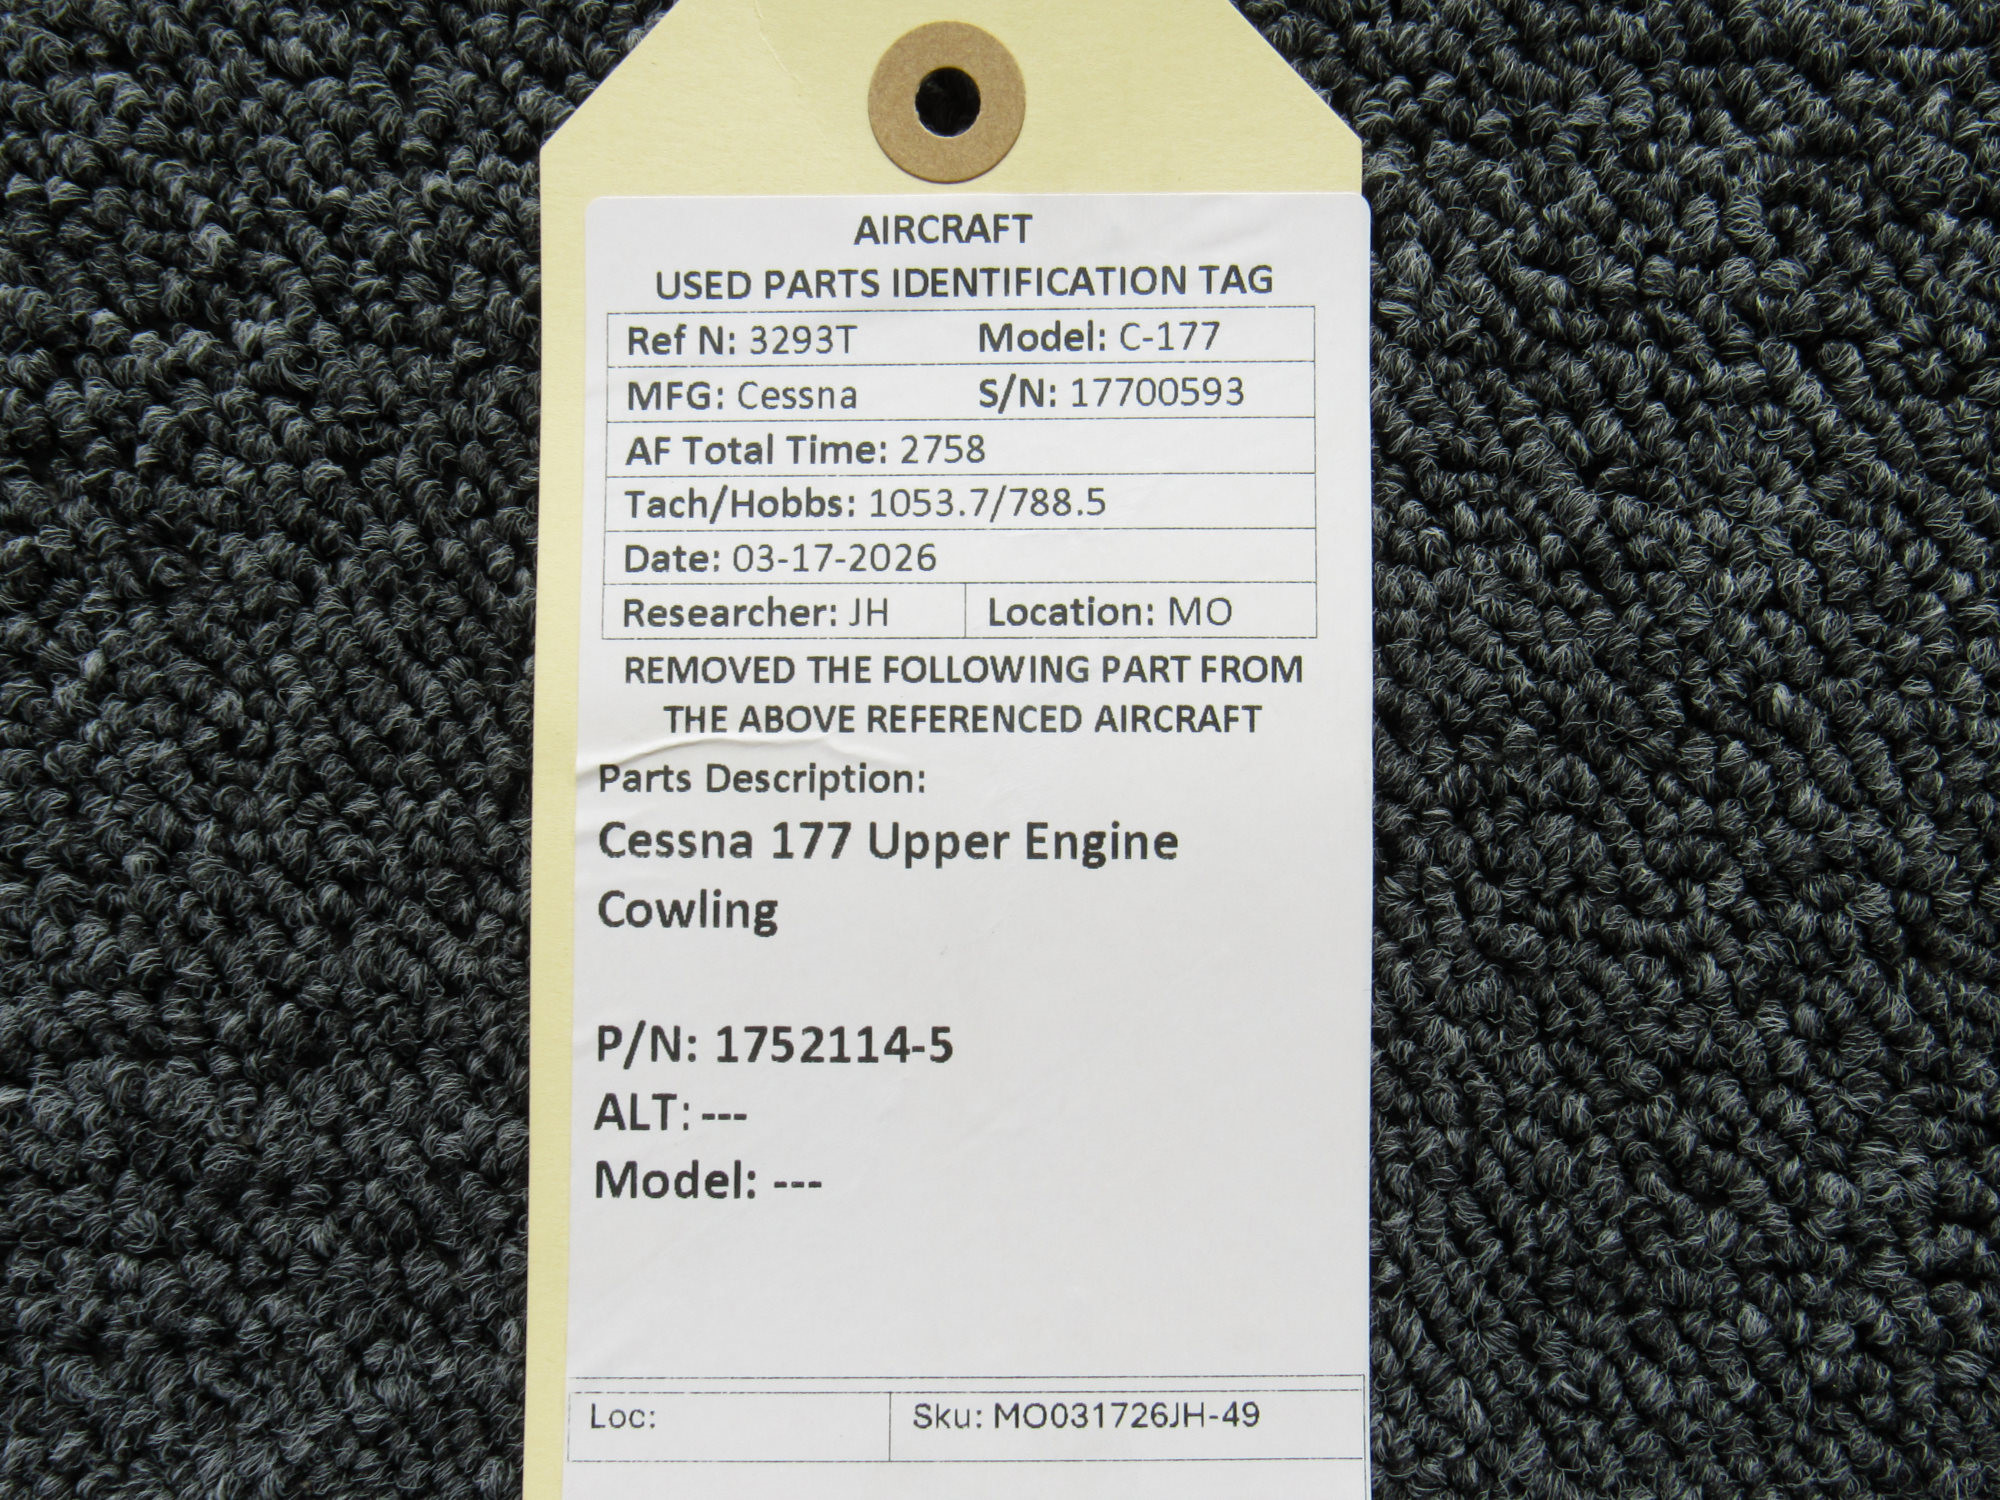 AIRCRAFT
USED PARTS IDENTIFICATION TAG
Ref N: 3293T Model: C-177
MFG: Cessna S/N: 17700593
AF Total Time: 2758
Tach/Hobbs: 1053.7/788.5
Date: 03-17-2026
Researcher: JH Location: MO
REMOVED THE FOLLOWING PART FROM
THE ABOVE REFERENCED AIRCRAFT
Parts Description:
Cessna 177 Upper Engine
Cowling
P/N: 1752114-5
ALT: ---
Model: ---
Loc: Sku: MO031726JH-49